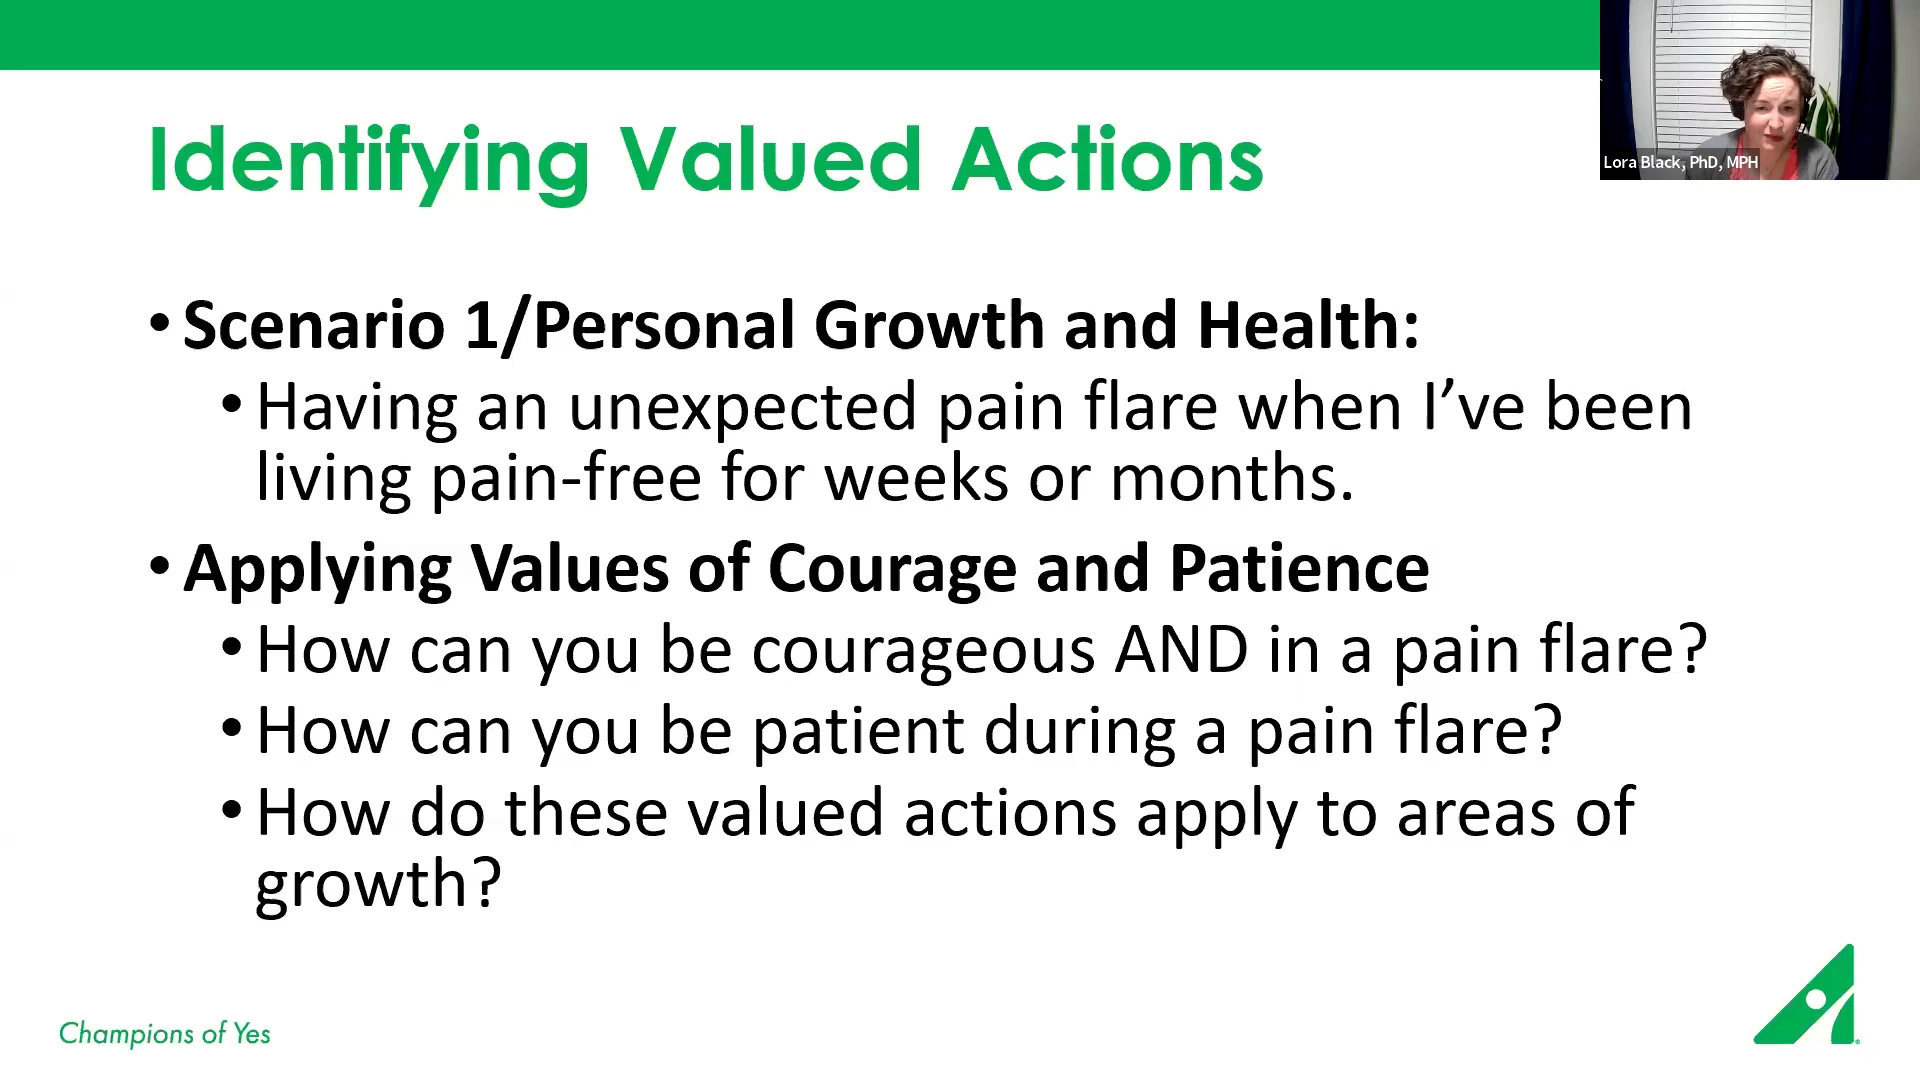 Identifying Valued Actions
Lora Black, PhD, MPH
• Scenario 1/Personal Growth and Health:
• Having an unexpected pain flare when I’ve been
living pain-free for weeks or months.
• Applying Values of Courage and Patience
• How can you be courageous AND in a pain flare?
• How can you be patient during a pain flare?
• How do these valued actions apply to areas of
growth?
Champions of Yes